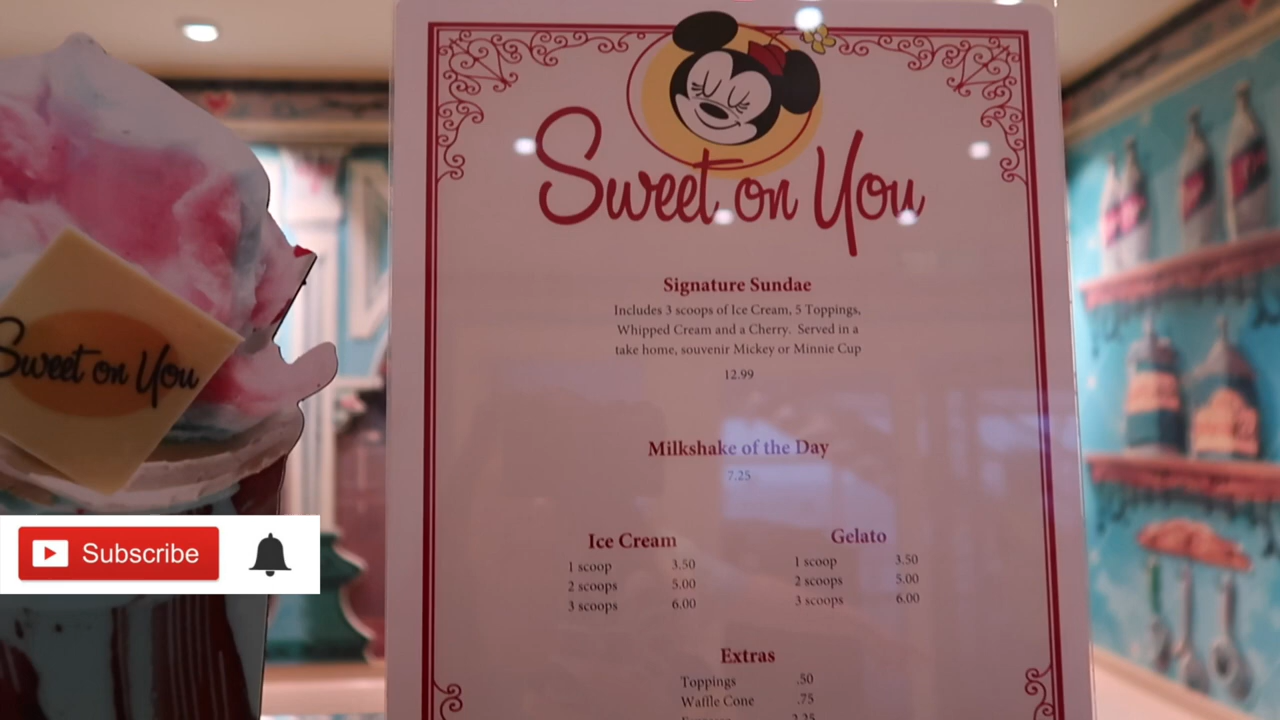 Sweet on You
Signature Sundae
Includes 3 scoops of Ice Cream, 5 Toppings,
Whipped Cream and a Cherry. Served in a
take home, souvenir Mickey or Minnie Cup
12.99
Milkshake of the Day
7.25
Ice Cream
1 scoop 3.50
2 scoops 5.00
3 scoops 6.00
Gelato
1 scoop 3.50
2 scoops 5.00
3 scoops 6.00
Extras
Toppings .50
Waffle Cone .75
Sweet on You
Subscribe